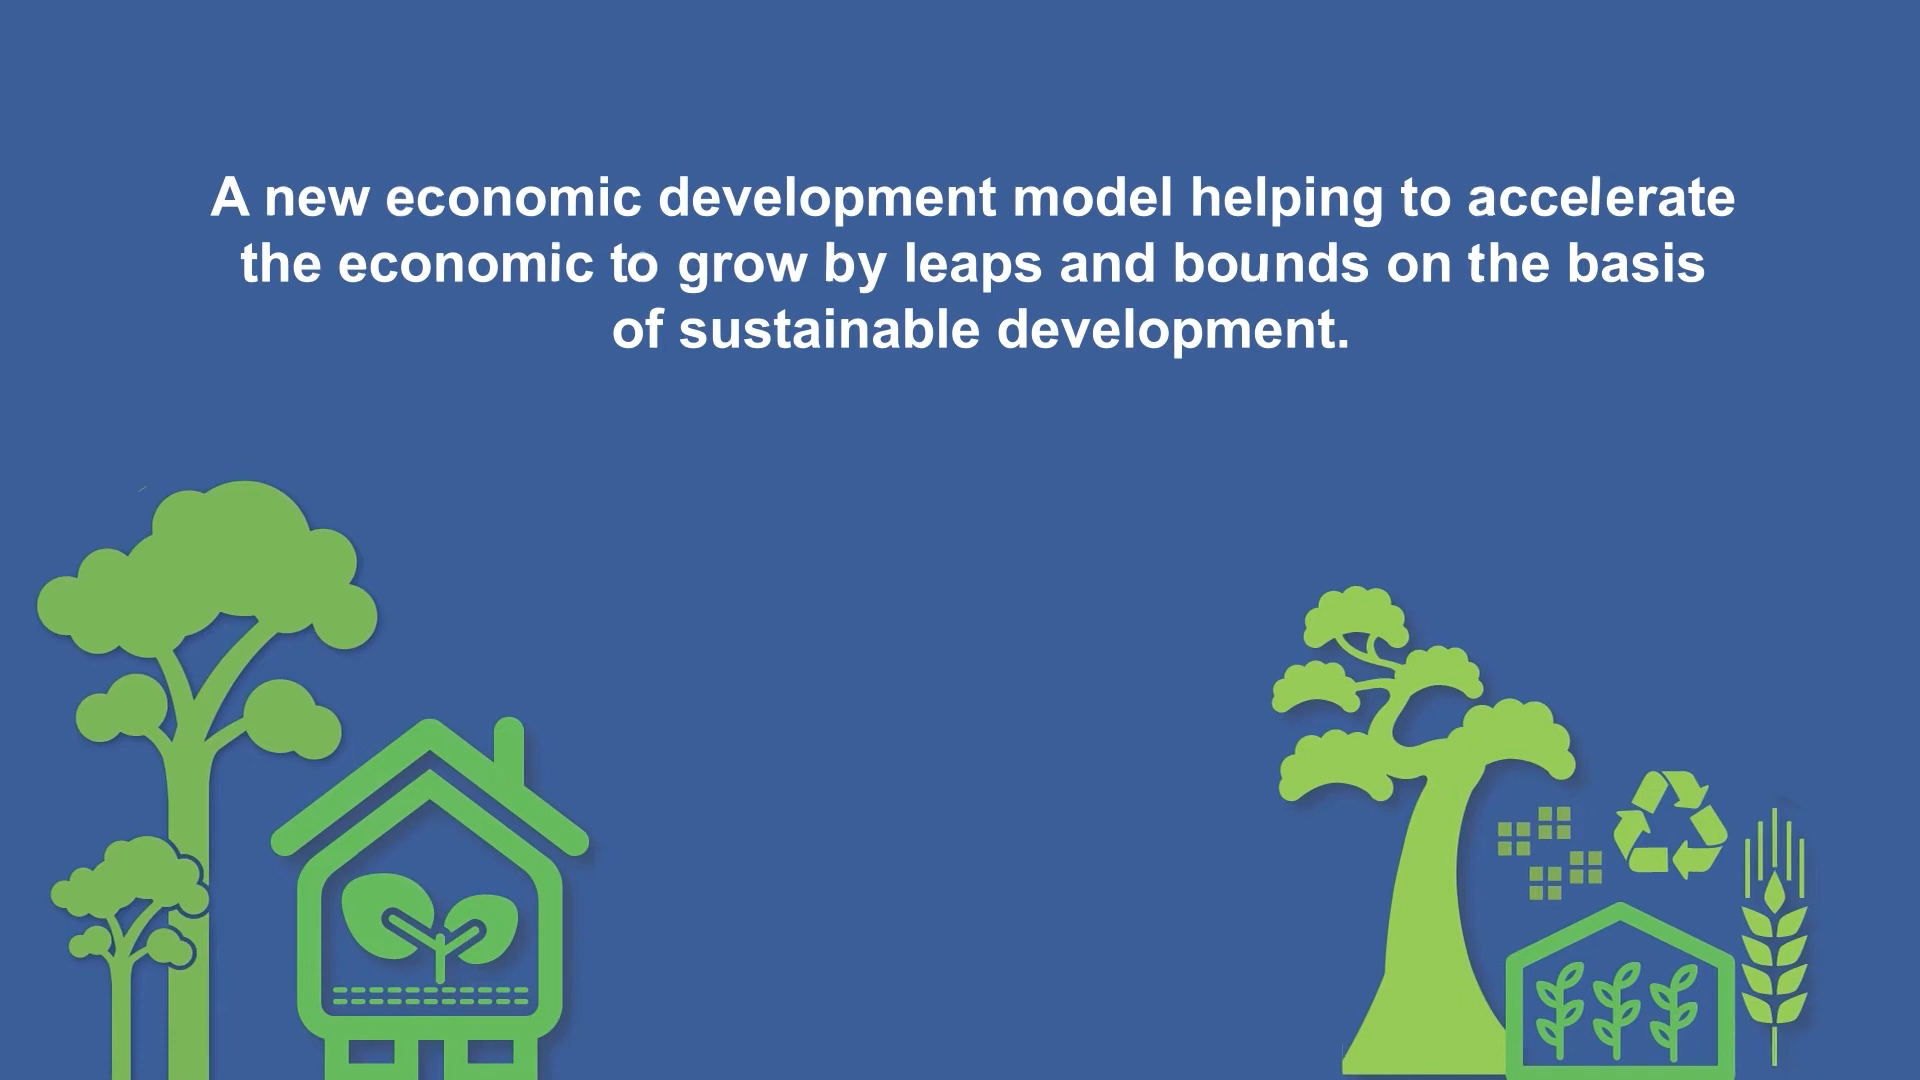 A new economic development model helping to accelerate
the economic to grow by leaps and bounds on the basis
of sustainable development.